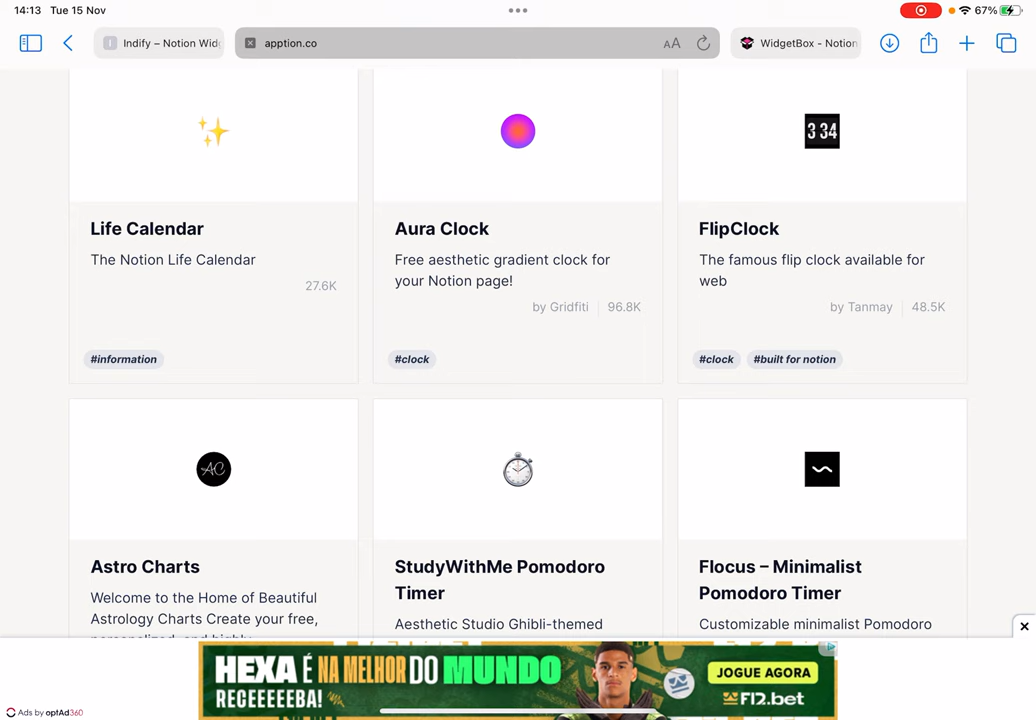 14:13 Tue 15 Nov
67%
Indify – Notion Widg
apption.co
AA
WidgetBox - Notion
3 34
Life Calendar
The Notion Life Calendar
27.6K
#information
Aura Clock
Free aesthetic gradient clock for
your Notion page!
by Gridfiti | 96.8K
#clock
FlipClock
The famous flip clock available for
web
by Tanmay | 48.5K
#clock #built for notion
AC
Astro Charts
Welcome to the Home of Beautiful
Astrology Charts Create your free,
personalized, and highly
StudyWithMe Pomodoro
Timer
Aesthetic Studio Ghibli-themed
Flocus – Minimalist
Pomodoro Timer
Customizable minimalist Pomodoro
HEXA É NA MELHOR DO MUNDO
RECEEEEEBA!
JOGUE AGORA
F12.bet
Ads by optAd360